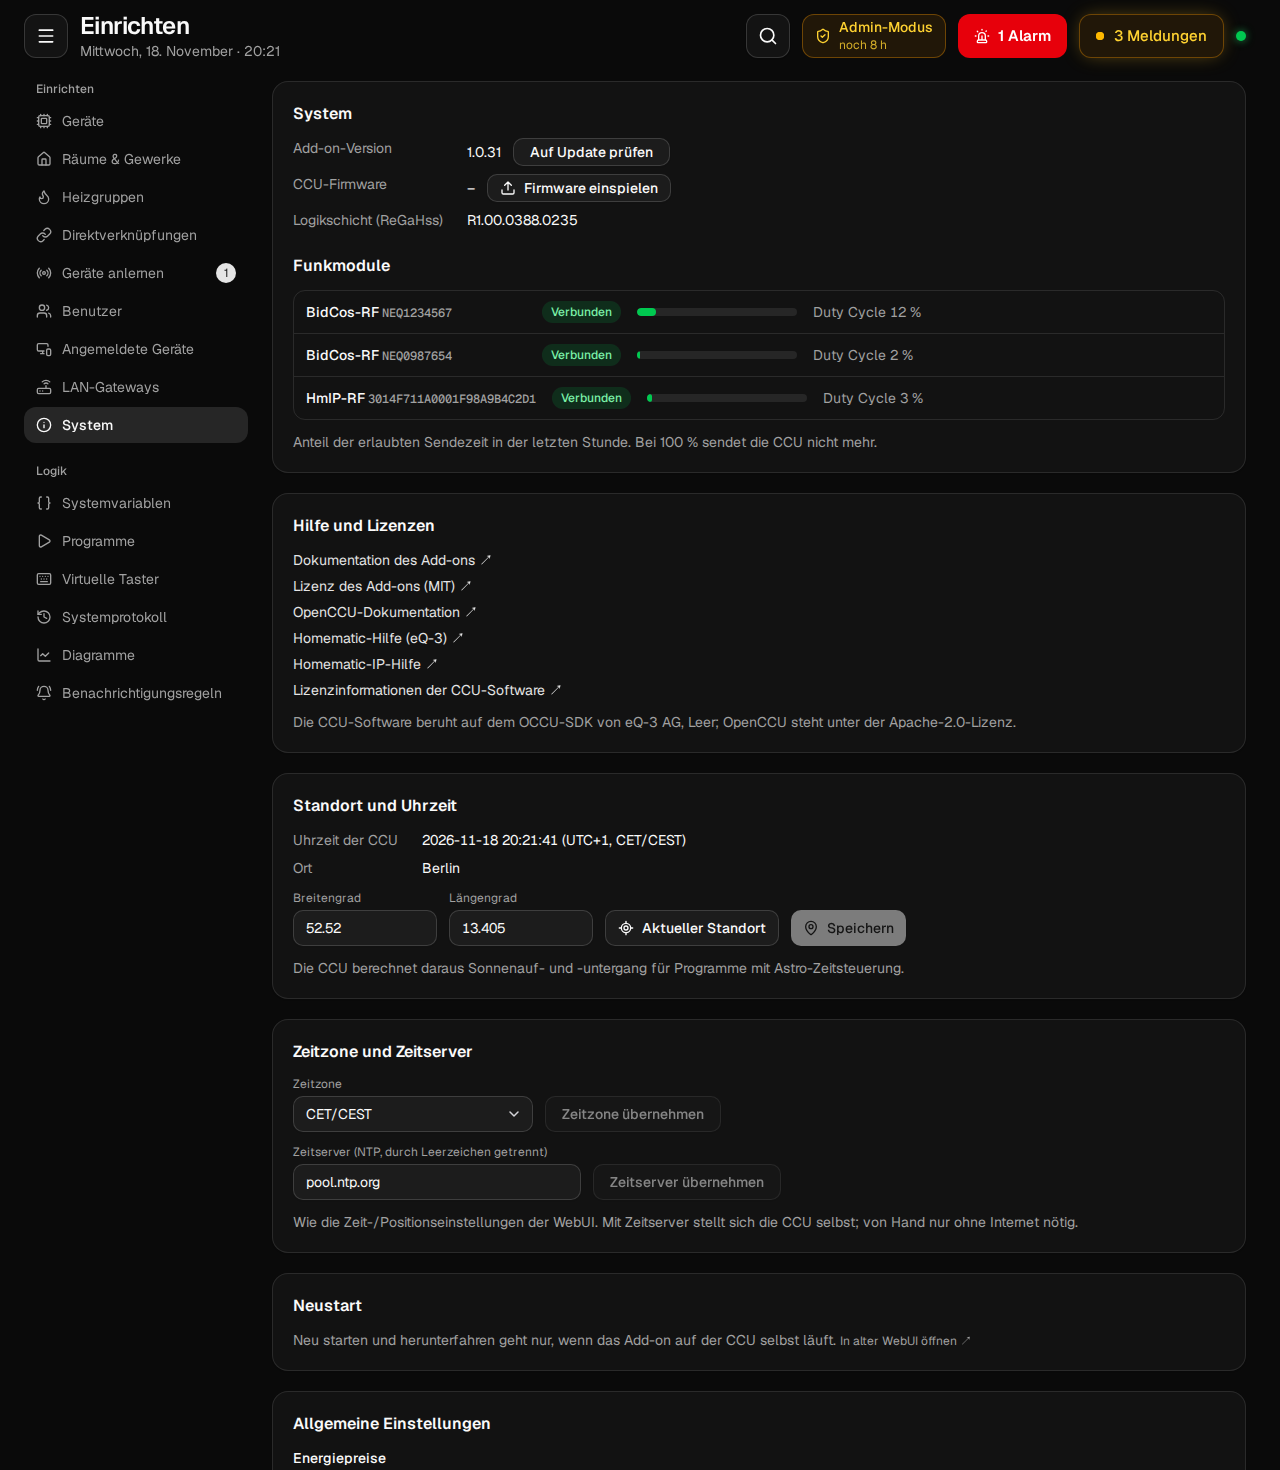 Einrichten
Mittwoch, 18. November · 20:21
Admin-Modus
noch 8 h
1 Alarm
3 Meldungen
Einrichten
Geräte
Räume & Gewerke
Heizgruppen
Direktverknüpfungen
Geräte anlernen
1
Benutzer
Angemeldete Geräte
LAN-Gateways
System
Logik
Systemvariablen
Programme
Virtuelle Taster
Systemprotokoll
Diagramme
Benachrichtigungsregeln
System
Add-on-Version 1.0.31 Auf Update prüfen
CCU-Firmware – Firmware einspielen
Logikschicht (ReGaHss) R1.00.0388.0235
Funkmodule
BidCos-RF NEQ1234567 Verbunden Duty Cycle 12 %
BidCos-RF NEQ0987654 Verbunden Duty Cycle 2 %
HmIP-RF 3014F711A0001F98A9B4C2D1 Verbunden Duty Cycle 3 %
Anteil der erlaubten Sendezeit in der letzten Stunde. Bei 100 % sendet die CCU nicht mehr.
Hilfe und Lizenzen
Dokumentation des Add-ons ↗
Lizenz des Add-ons (MIT) ↗
OpenCCU-Dokumentation ↗
Homematic-Hilfe (eQ-3) ↗
Homematic-IP-Hilfe ↗
Lizenzinformationen der CCU-Software ↗
Die CCU-Software beruht auf dem OCCU-SDK von eQ-3 AG, Leer; OpenCCU steht unter der Apache-2.0-Lizenz.
Standort und Uhrzeit
Uhrzeit der CCU 2026-11-18 20:21:41 (UTC+1, CET/CEST)
Ort Berlin
Breitengrad Längengrad
52.52 13.405 Aktueller Standort Speichern
Die CCU berechnet daraus Sonnenauf- und -untergang für Programme mit Astro-Zeitsteuerung.
Zeitzone und Zeitserver
Zeitzone
CET/CEST Zeitzone übernehmen
Zeitserver (NTP, durch Leerzeichen getrennt)
pool.ntp.org Zeitserver übernehmen
Wie die Zeit-/Positionseinstellungen der WebUI. Mit Zeitserver stellt sich die CCU selbst; von Hand nur ohne Internet nötig.
Neustart
Neu starten und herunterfahren geht nur, wenn das Add-on auf der CCU selbst läuft. In alter WebUI öffnen ↗
Allgemeine Einstellungen
Energiepreise